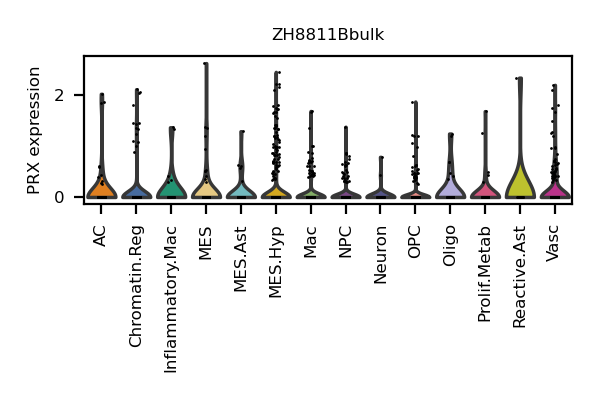 ZH8811Bbulk
PRX expression
2
0
AC
Chromatin.Reg
Inflammatory.Mac
MES
MES.Ast
MES.Hyp
Mac
NPC
Neuron
OPC
Oligo
Prolif.Metab
Reactive.Ast
Vasc